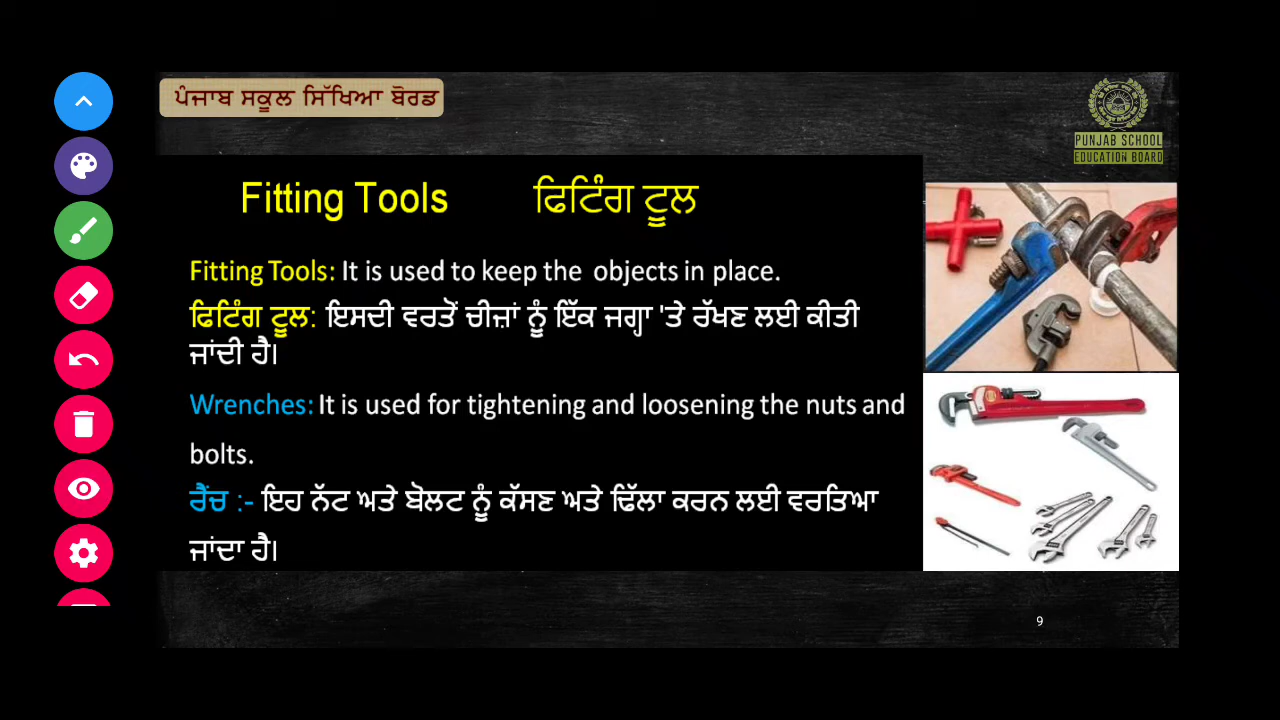 ਪੰਜਾਬ ਸਕੂਲ ਸਿੱਖਿਆ ਬੋਰਡ
PUNJAB SCHOOL
EDUCATION BOARD
Fitting Tools ਫਿਟਿੰਗ ਟੂਲ
Fitting Tools: It is used to keep the objects in place.
ਫਿਟਿੰਗ ਟੂਲ: ਇਸਦੀ ਵਰਤੋਂ ਚੀਜ਼ਾਂ ਨੂੰ ਇੱਕ ਜਗ੍ਹਾ 'ਤੇ ਰੱਖਣ ਲਈ ਕੀਤੀ
ਜਾਂਦੀ ਹੈ।
Wrenches: It is used for tightening and loosening the nuts and
bolts.
ਰੈਂਚ :- ਇਹ ਨੱਟ ਅਤੇ ਬੋਲਟ ਨੂੰ ਕੱਸਣ ਅਤੇ ਢਿੱਲਾ ਕਰਨ ਲਈ ਵਰਤਿਆ
ਜਾਂਦਾ ਹੈ।
9